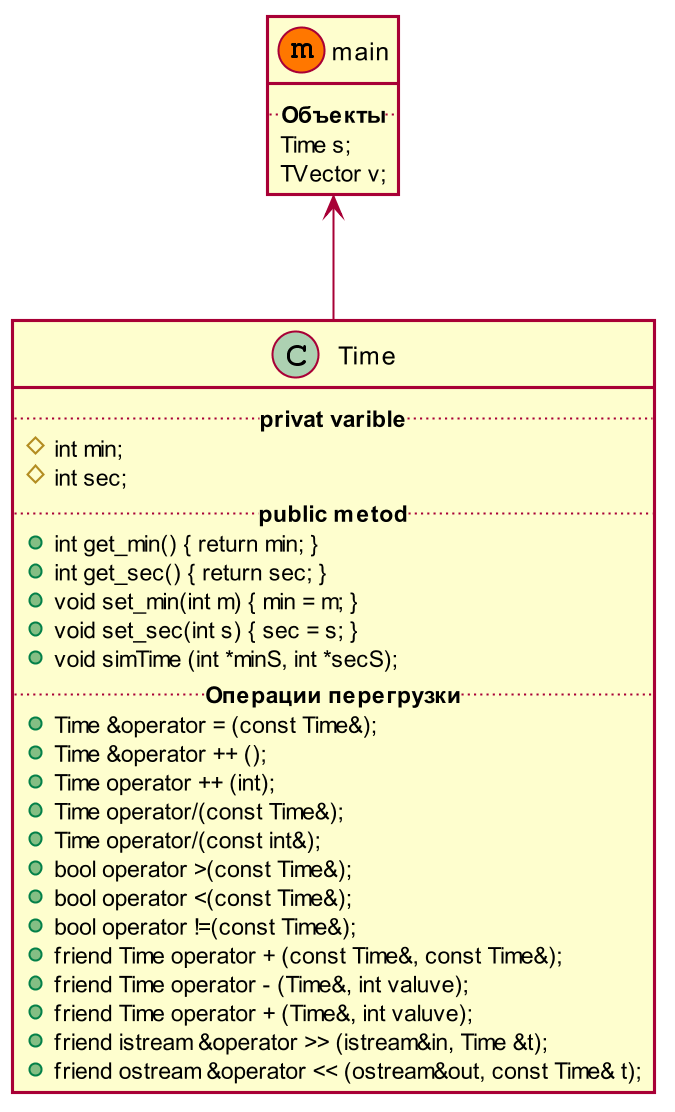 m main
Объекты
Time s;
TVector v;
C Time
privat varible
int min;
int sec;
public metod
int get_min() { return min; }
int get_sec() { return sec; }
void set_min(int m) { min = m; }
void set_sec(int s) { sec = s; }
void simTime (int *minS, int *secS);
Операции перегрузки
Time &operator = (const Time&);
Time &operator ++ ();
Time operator ++ (int);
Time operator/(const Time&);
Time operator/(const int&);
bool operator >(const Time&);
bool operator <(const Time&);
bool operator !=(const Time&);
friend Time operator + (const Time&, const Time&);
friend Time operator - (Time&, int valuve);
friend Time operator + (Time&, int valuve);
friend istream &operator >> (istream&in, Time &t);
friend ostream &operator << (ostream&out, const Time& t);